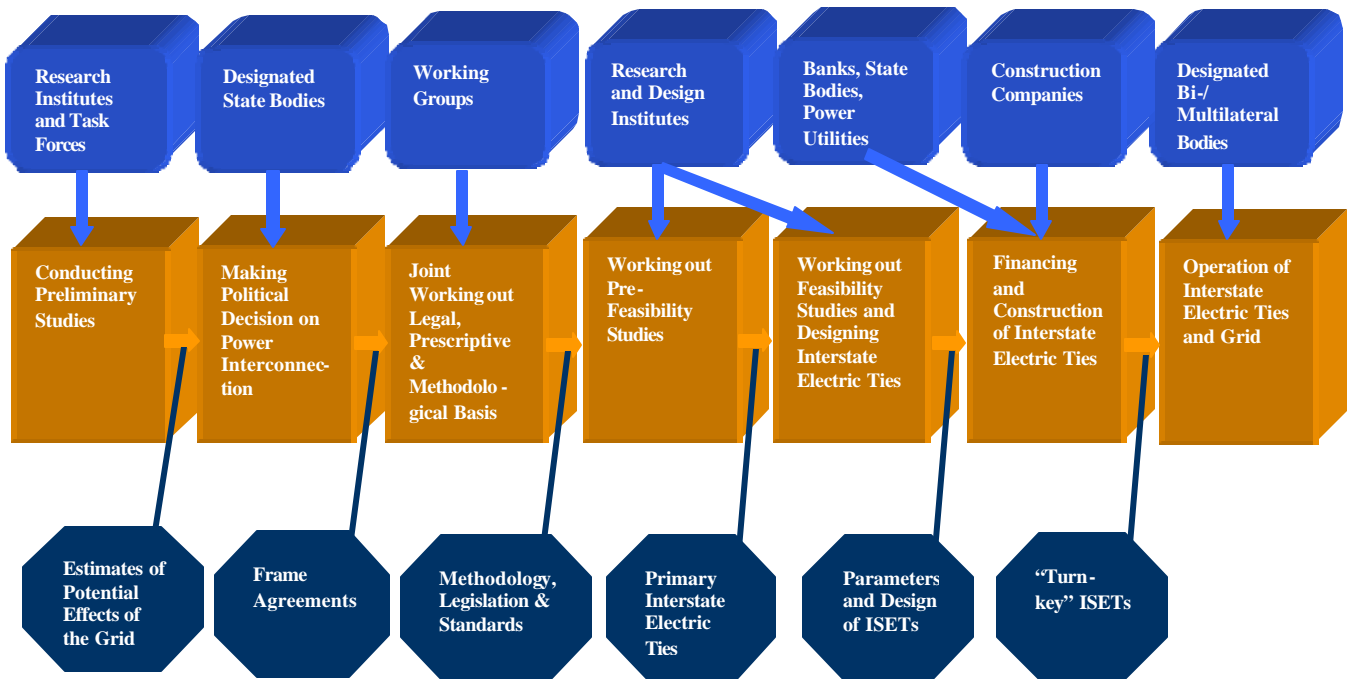 Research
Institutes
and Task
Forces
Designated
State Bodies
Working
Groups
Research
and Design
Institutes
Banks, State
Bodies,
Power
Utilities
Construction
Companies
Designated
Bi-/
Multilateral
Bodies
Conducting
Preliminary
Studies
Making
Political
Decision on
Power
Interconnec-
tion
Joint
Working out
Legal,
Prescriptive
&
Methodolo -
gical Basis
Working out
Pre-
Feasibility
Studies
Working out
Feasibility
Studies and
Designing
Interstate
Electric Ties
Financing
and
Construction
of Interstate
Electric Ties
Operation of
Interstate
Electric Ties
and Grid
Estimates of
Potential
Effects of
the Grid
Frame
Agreements
Methodology,
Legislation &
Standards
Primary
Interstate
Electric
Ties
Parameters
and Design
of ISETs
“Turn-
key” ISETs